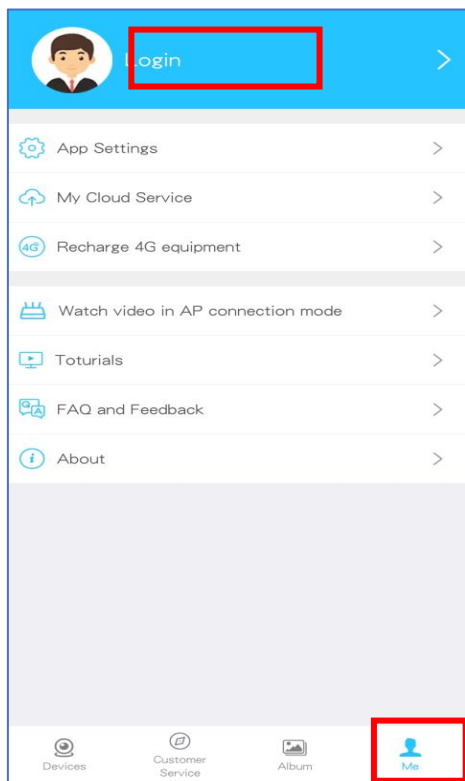 Login
App Settings
My Cloud Service
4G
Recharge 4G equipment
Watch video in AP connection mode
Toturials
Q
A
FAQ and Feedback
i
About
Devices
Customer
Service
Album
Me